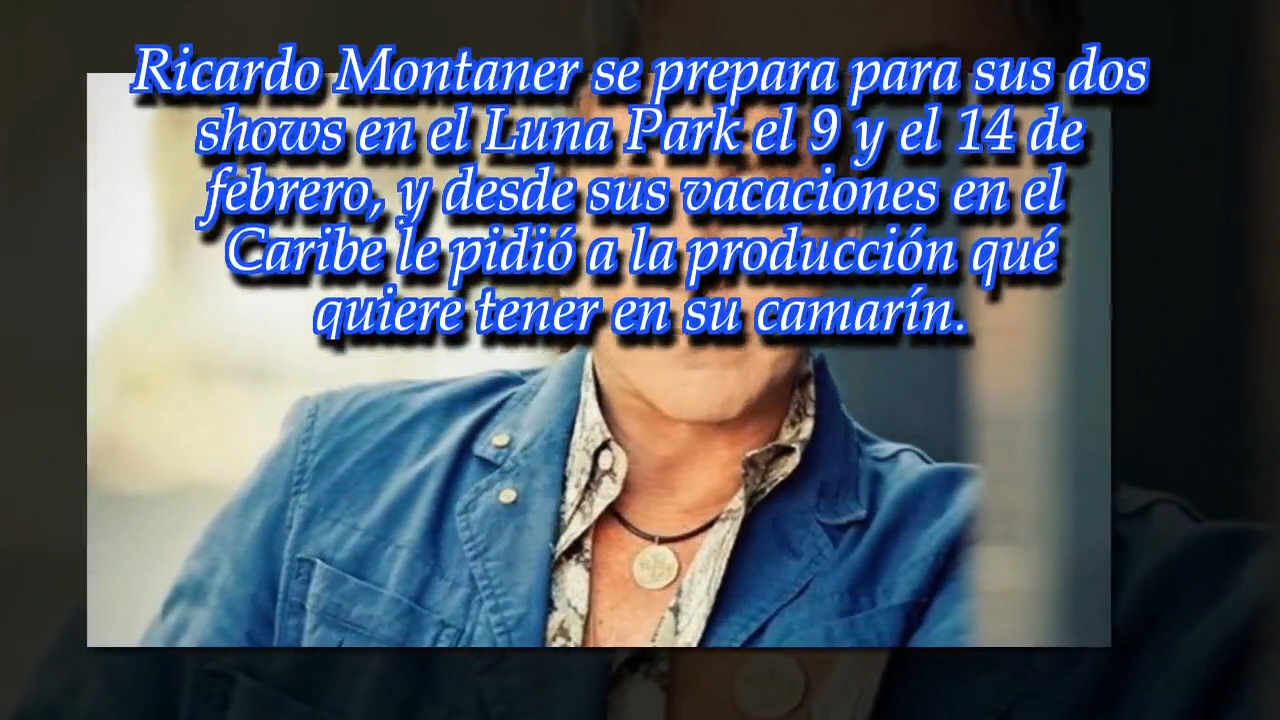 Ricardo Montaner se prepara para sus dos
shows en el Luna Park el 9 y el 14 de
febrero, y desde sus vacaciones en el
Caribe le pidió a la producción qué
quiere tener en su camarín.